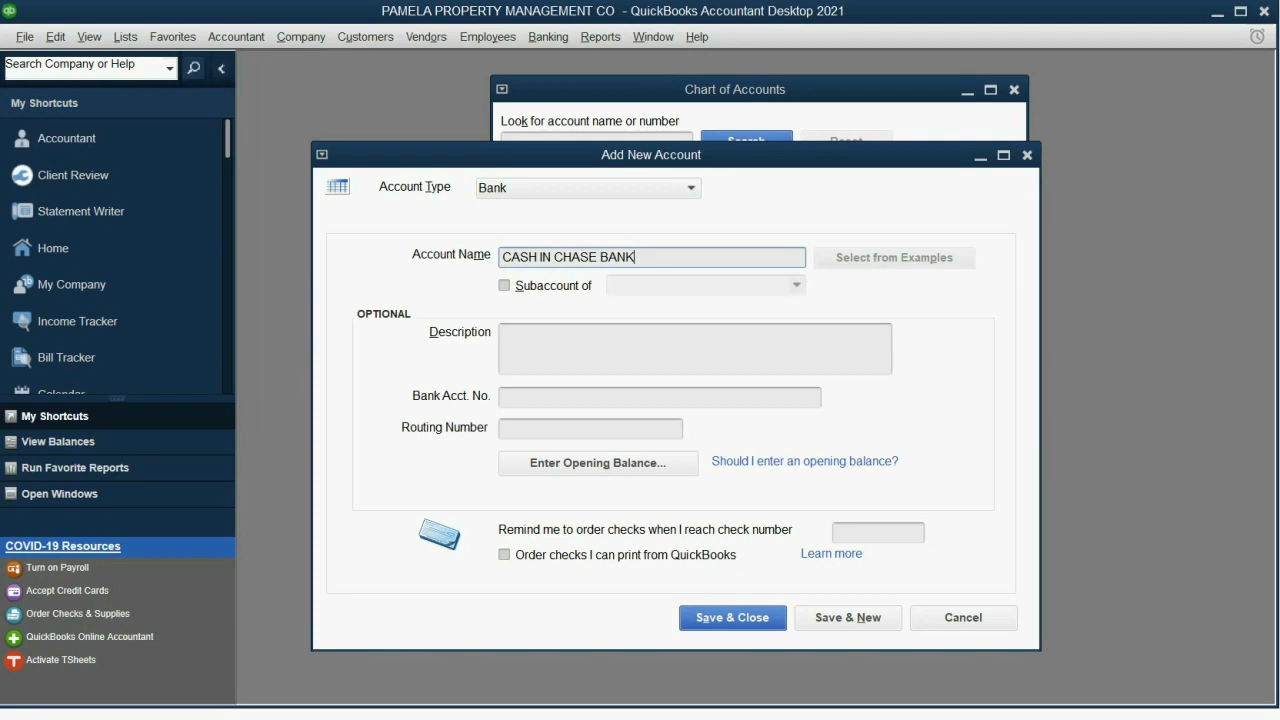 PAMELA PROPERTY MANAGEMENT CO - QuickBooks Accountant Desktop 2021
File Edit View Lists Favorites Accountant Company Customers Vendors Employees Banking Reports Window Help
Search Company or Help
My Shortcuts
Accountant
Client Review
Statement Writer
Home
My Company
Income Tracker
Bill Tracker
Calendar
My Shortcuts
View Balances
Run Favorite Reports
Open Windows
COVID-19 Resources
Turn on Payroll
Accept Credit Cards
Order Checks & Supplies
QuickBooks Online Accountant
Activate TSheets
Chart of Accounts
Look for account name or number
Search Reset
Add New Account
Account Type Bank
Account Name CASH IN CHASE BANK Select from Examples
Subaccount of
OPTIONAL
Description
Bank Acct. No.
Routing Number
Enter Opening Balance... Should I enter an opening balance?
Remind me to order checks when I reach check number
Order checks I can print from QuickBooks Learn more
Save & Close Save & New Cancel